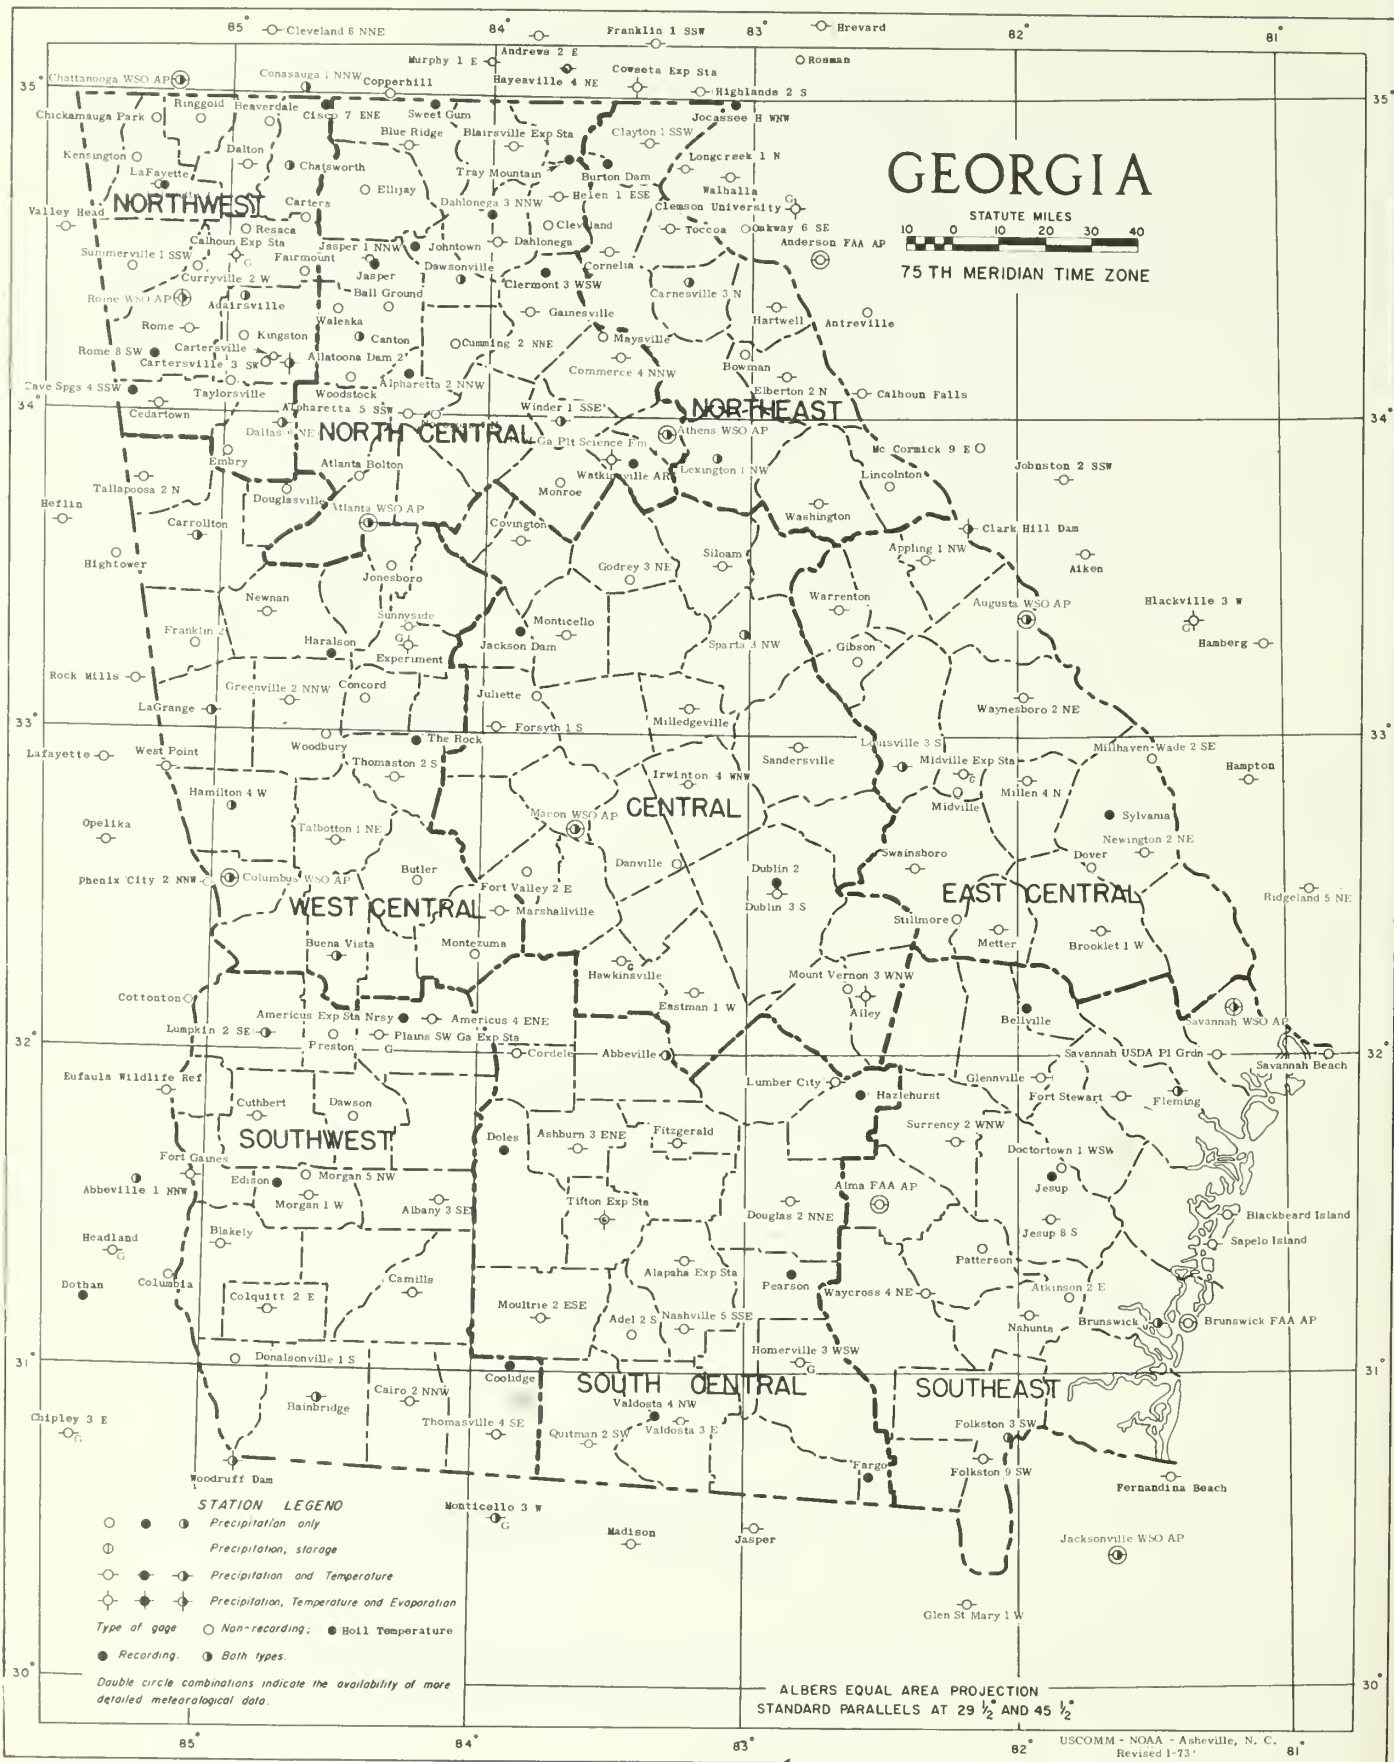 85° Cleveland 6 NNE 84° Franklin 1 SSW 83° Hrevard 82° 81°
Murphy 1 E Andrews 2 E Rosman
Hayeaville 4 NE Coweeta Exp Sta
Chattanooga WSO AP Conasauga 1 NNW Copperhill Highlands 2 S
35° 35°
Ringgold Beaverdale Cisco 7 ENE Sweet Gum Jocassee H WNW
Chickamauga Park Blue Ridge Blairsville Exp Sta Clayton 1 SSW
Kensington Dalton Chatsworth Longcreek 1 N
LaFayette Tray Mountain Burton Dam Walhalla
GEORGIA
NORTHWEST Ellijay Helen 1 ESE
Valley Head Carters Dahlonega 3 NNW Clemson University G
STATUTE MILES
10 0 10 20 30 40
75 TH MERIDIAN TIME ZONE
Resaca Cleveland Toccoa Oakway 6 SE
Calhoun Exp Sta G Jasper 1 NNW Johntown Dahlonega Anderson FAA AP
Summerville 1 SSW Fairmount Jasper Dawsonville Cornelia
Curryville 2 W Clermont 3 WSW Carnesville 3 N
Rome WSO AP Adairsville Ball Ground Gainesville Hartwell Antreville
Waleska
Rome Kingston Canton Cumming 2 NNE Maysville
Rome 8 SW Cartersville Allatoona Dam 2 Bowman
Cartersville 3 SW Commerce 4 NNW
Cave Spgs 4 SSW Taylorsville Woodstock Alpharetta 2 NNW Elberton 2 N Calhoun Falls
34° Cedartown Alpharetta 5 SSW Winder 1 SSE NORTHEAST 34°
Dallas NE NORTH CENTRAL Ga Plt Science Fm Athens WSO AP
Embry Atlanta Bolton Watkinsville AR Lexington 1 NW Mc Cormick 9 E
Johnston 2 SSW
Tallapoosa 2 N Douglasville Monroe Lincolnton
Heflin Atlanta WSO AP Washington
Carrollton Covington Clark Hill Dam
Hightower Jonesboro Godfrey 3 NE Siloam Appling 1 NW Aiken
Newnan Warrenton Augusta WSO AP Hlackville 3 W G
Sunnyside Monticello
Franklin 2 Haralson G Experiment Jackson Dam Sparta 3 NW Gibson Hamberg
Rock Mills
Greenville 2 NNW Concord Juliette
LaGrange Milledgeville Waynesboro 2 NE
33° Forsyth 1 S 33°
Lafayette West Point Woodbury The Rock Louisville 3 S Millhaven-Wade 2 SE
Thomaston 2 S Irwinton 4 WNW Sandersville Midville Exp Sta G Hampton
Hamilton 4 W Midville Millen 4 N
CENTRAL
Opelika Talbotton 1 NE Macon WSO AP Sylvania
Newington 2 NE
Phenix City 2 NNW Columbus WSO AP Butler Danville Dublin 2 Swainsboro Dover
Fort Valley 2 E EAST CENTRAL Ridgeland 5 NE
WEST CENTRAL Marshallville Dublin 3 S
Stillmore Metter Brooklet 1 W
Buena Vista Montezuma
Hawkinsville G Mount Vernon 3 WNW
Cottonton Eastman 1 W Ailey
Americus Exp Sta Nrsy Americus 4 ENE Bellville Savannah WSO AP
Lumpkin 2 SE Preston G Plains SW Ga Exp Sta
32° Cordele Abbeville Savannah USDA Pl Grdn 32°
Savannah Beach
Eufaula Wildlife Ref Lumber City Hazlehurst Glennville Fort Stewart Fleming
Cuthbert Dawson
SOUTHWEST Doles Ashburn 3 ENE Fitzgerald Surrency 2 WNW
Fort Gaines Doctortown 1 WSW
Abbeville 1 NNW Edison Morgan 5 NW Jesup
Morgan 1 W Albany 3 SE Tifton Exp Sta Alma FAA AP
Douglas 2 NNE Blackbeard Island
Headland G Blakely Jesup 8 S Sapelo Island
Alapaha Exp Sta Patterson
Dothan Columbia Camilla Pearson
Colquitt 2 E Waycross 4 NE Atkinson 2 E
Moultrie 2 ESE Adel 2 S Nashville 5 SSE Nahunta Brunswick Brunswick FAA AP
31° Donalsonville 1 S Homerville 3 WSW G 31°
Coolidge SOUTH CENTRAL SOUTHEAST
Cairo 2 NNW
Bainbridge Valdosta 4 NW
Chipley 3 E G Thomasville 4 SE Quitman 2 SW Valdosta 3 E Folkston 3 SW
Woodruff Dam Fargo Folkston 9 SW Fernandina Beach
Monticello 3 W G Madison Jasper Jacksonville WSO AP
Glen St Mary 1 W
STATION LEGEND
Precipitation only
Precipitation, storage
Precipitation and Temperature
Precipitation, Temperature and Evaporation
Type of gage Non-recording; Hoil Temperature
Recording. Both types.
Double circle combinations indicate the availability of more
detailed meteorological data.
30° 30°
ALBERS EQUAL AREA PROJECTION
STANDARD PARALLELS AT 29 ½° AND 45 ½°
85° 84° 83° 82° 81°
USCOMM - NOAA - Asheville, N. C.
Revised 1-73